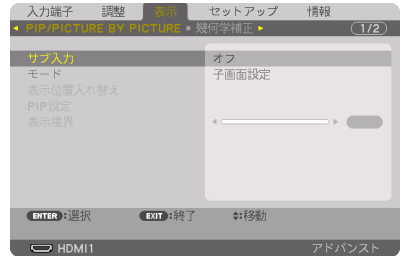 入力端子 調整 表示 セットアップ 情報
PIP/PICTURE BY PICTURE • 幾何学補正 1/2
サブ入力 オフ
モード 子画面設定
表示位置入れ替え
PIP設定
表示境界
ENTER:選択 EXIT:終了 :移動
HDMI1 アドバンスト